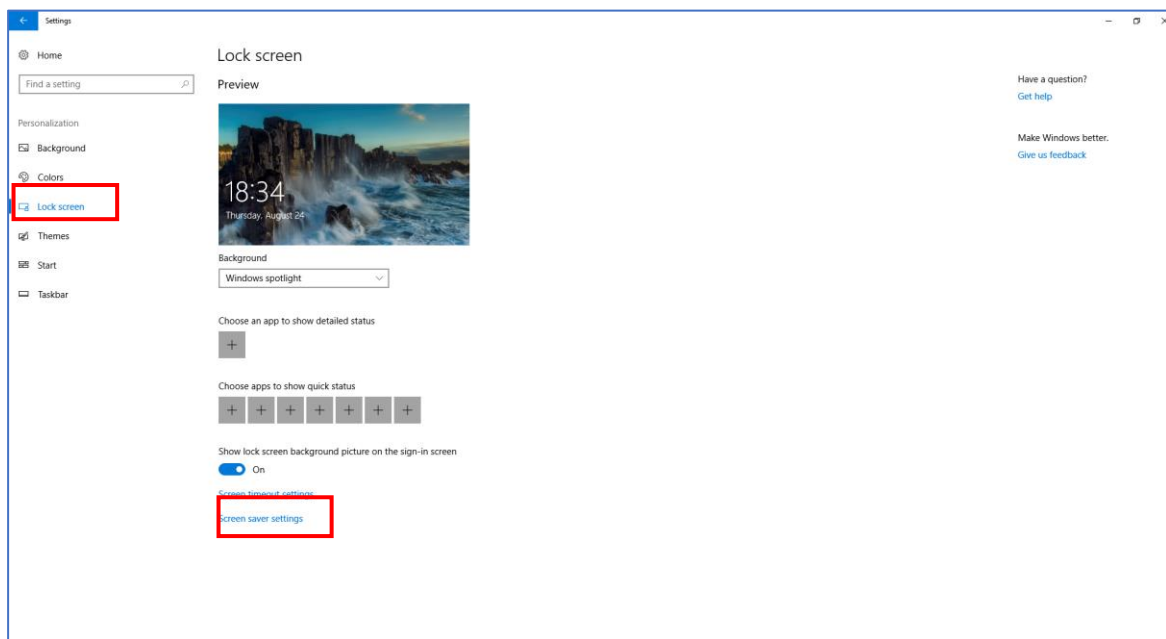 Settings
Home
Find a setting
Personalization
Background
Colors
Lock screen
Themes
Start
Taskbar
Lock screen
Preview
18:34
Thursday, August 24
Background
Windows spotlight
Choose an app to show detailed status
Choose apps to show quick status
Show lock screen background picture on the sign-in screen
On
Screen timeout settings
Screen saver settings
Have a question?
Get help
Make Windows better.
Give us feedback